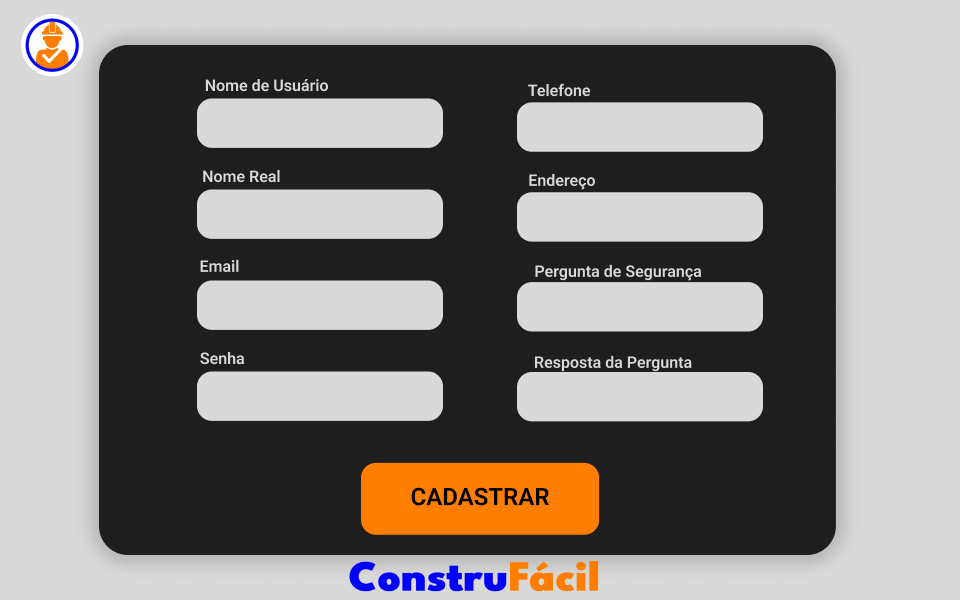 Nome de Usuário
Telefone
Nome Real
Endereço
Email
Pergunta de Segurança
Senha
Resposta da Pergunta
CADASTRAR
ConstruFácil